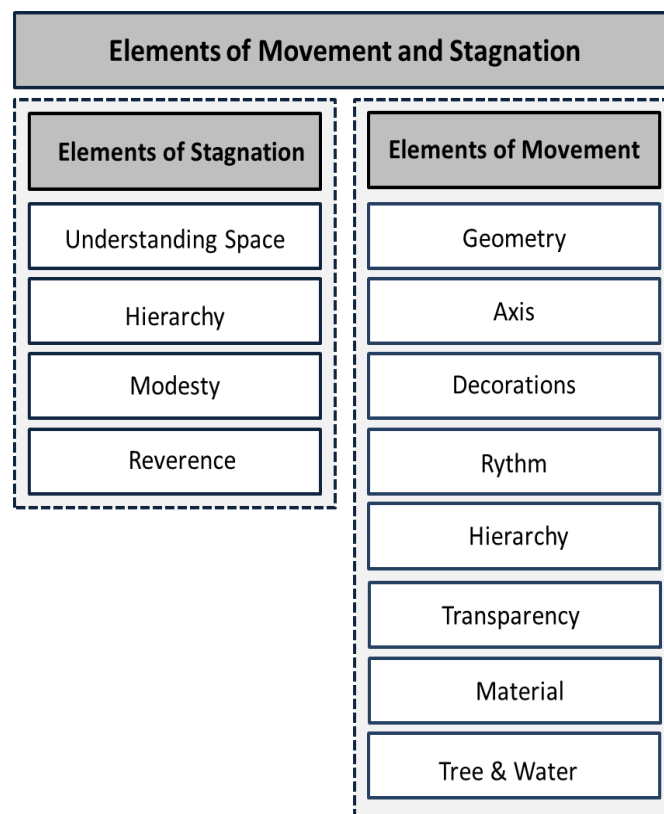 Elements of Movement and Stagnation
Elements of Stagnation
Understanding Space
Hierarchy
Modesty
Reverence
Elements of Movement
Geometry
Axis
Decorations
Rythm
Hierarchy
Transparency
Material
Tree & Water